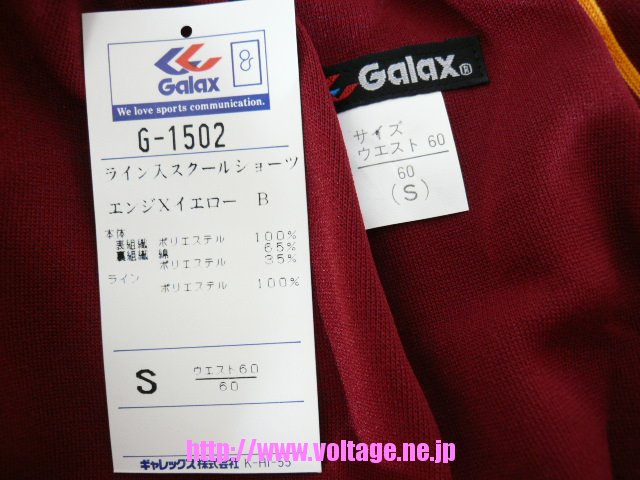 Galax
We love sports communication.
G-1502
ライン入スクールショーツ
エンジXイエロー B
本体
表組織 ポリエステル 100%
裏組織 綿 65%
ポリエステル 35%
ライン
ポリエステル 100%
S ウエスト60
60
ギャレックス株式会社 K-HI-55
Galax®
サイズ
ウエスト 60
60
(S)
http://www.voltage.ne.jp